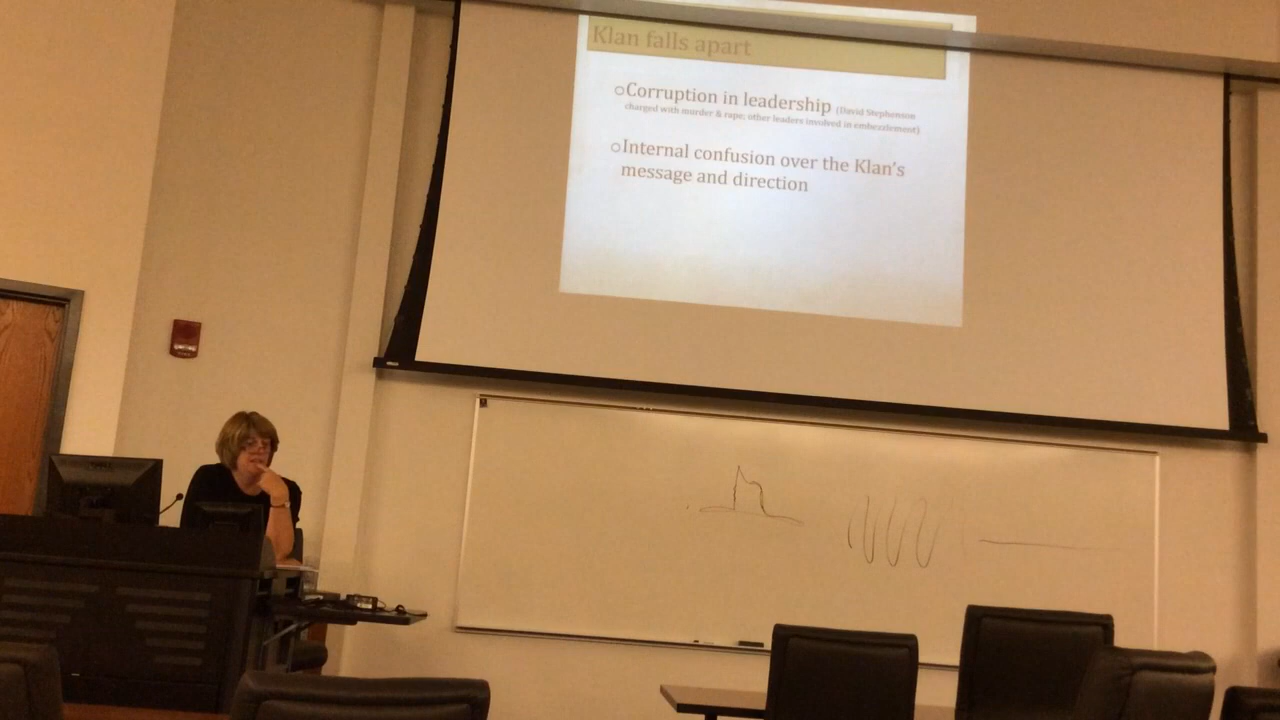 Klan falls apart
○Corruption in leadership (David Stephenson
charged with murder & rape; other leaders involved in embezzlement)
○Internal confusion over the Klan's
message and direction